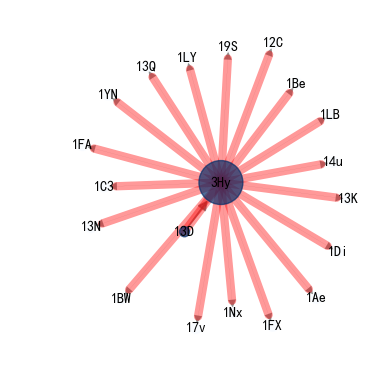 12C
19S
1LY
13Q
1Be
1YN
1LB
1FA
14u
3Hy
1C3
13K
13N
13D
1Di
1BW
1Ae
1Nx
1FX
17v